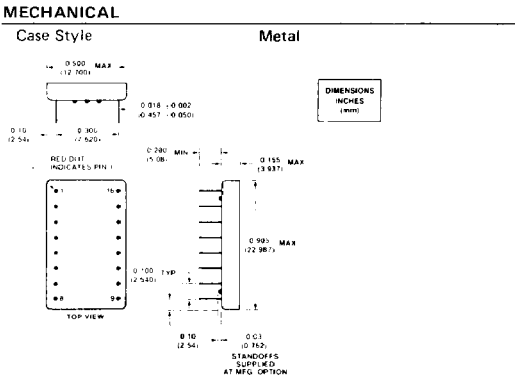 MECHANICAL
Case Style
Metal
0.500 MAX
(12.700)
DIMENSIONS
INCHES
(mm)
0.018 ±0.002
(0.457 ±0.050)
0.10
(2.54)
0.300
(7.620)
RED DOT
INDICATES PIN 1
0.200 MIN
(5.08)
0.155 MAX
(3.937)
1
16
0.905 MAX
(22.987)
0.100 TYP
(2.540)
8
9
TOP VIEW
0.10
(2.54)
0.03
(0.762)
STANDOFFS
SUPPLIED
AT MFG. OPTION